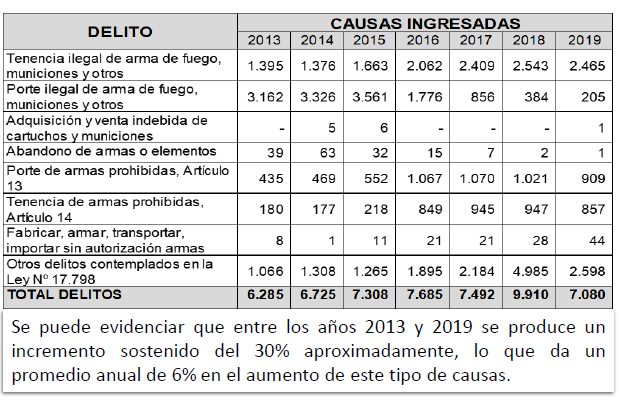 DELITO CAUSAS INGRESADAS
2013 2014 2015 2016 2017 2018 2019
Tenencia ilegal de arma de fuego,
municiones y otros 1.395 1.376 1.663 2.062 2.409 2.543 2.465
Porte ilegal de arma de fuego,
municiones y otros 3.162 3.326 3.561 1.776 856 384 205
Adquisición y venta indebida de
cartuchos y municiones - 5 6 - - - 1
Abandono de armas o elementos 39 63 32 15 7 2 1
Porte de armas prohibidas, Artículo
13 435 469 552 1.067 1.070 1.021 909
Tenencia de armas prohibidas,
Artículo 14 180 177 218 849 945 947 857
Fabricar, armar, transportar,
importar sin autorización armas 8 1 11 21 21 28 44
Otros delitos contemplados en la
Ley Nº 17.798 1.066 1.308 1.265 1.895 2.184 4.985 2.598
TOTAL DELITOS 6.285 6.725 7.308 7.685 7.492 9.910 7.080
Se puede evidenciar que entre los años 2013 y 2019 se produce un
incremento sostenido del 30% aproximadamente, lo que da un
promedio anual de 6% en el aumento de este tipo de causas.